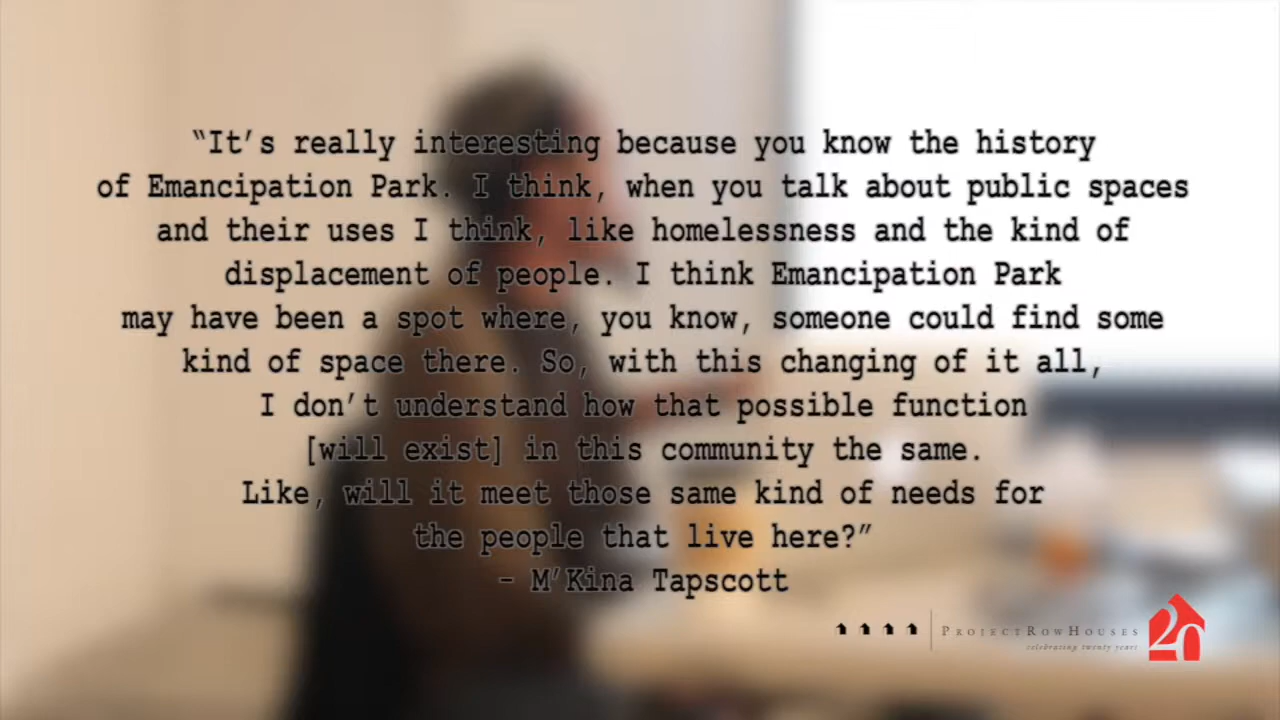 “It’s really interesting because you know the history
of Emancipation Park. I think, when you talk about public spaces
and their uses I think, like homelessness and the kind of
displacement of people. I think Emancipation Park
may have been a spot where, you know, someone could find some
kind of space there. So, with this changing of it all,
I don’t understand how that possible function
[will exist] in this community the same.
Like, will it meet those same kind of needs for
the people that live here?”
- M’Kina Tapscott
PROJECTROWHOUSES
celebrating twenty years
20